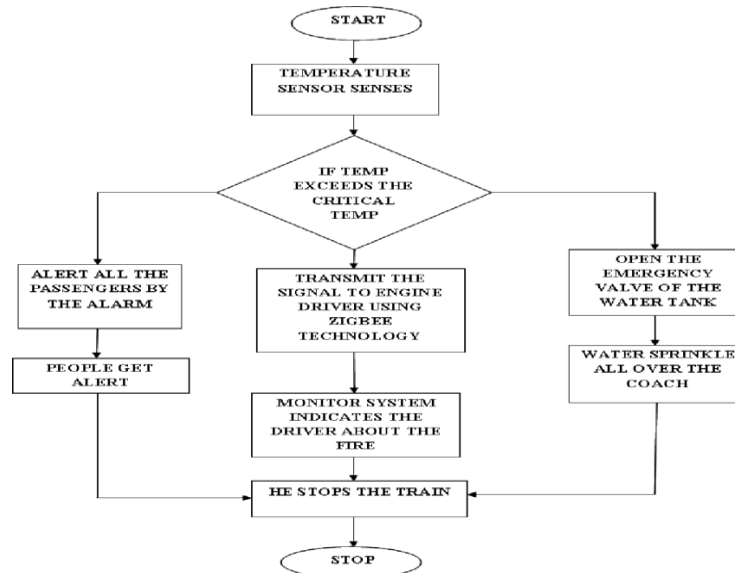 START
TEMPERATURE
SENSOR SENSES
IF TEMP
EXCEEDS THE
CRITICAL
TEMP
ALERT ALL THE
PASSENGERS BY
THE ALARM
PEOPLE GET
ALERT
TRANSMIT THE
SIGNAL TO ENGINE
DRIVER USING
ZIGBEE
TECHNOLOGY
MONITOR SYSTEM
INDICATES THE
DRIVER ABOUT THE
FIRE
OPEN THE
EMERGENCY
VALVE OF THE
WATER TANK
WATER SPRINKLE
ALL OVER THE
COACH
HE STOPS THE TRAIN
STOP